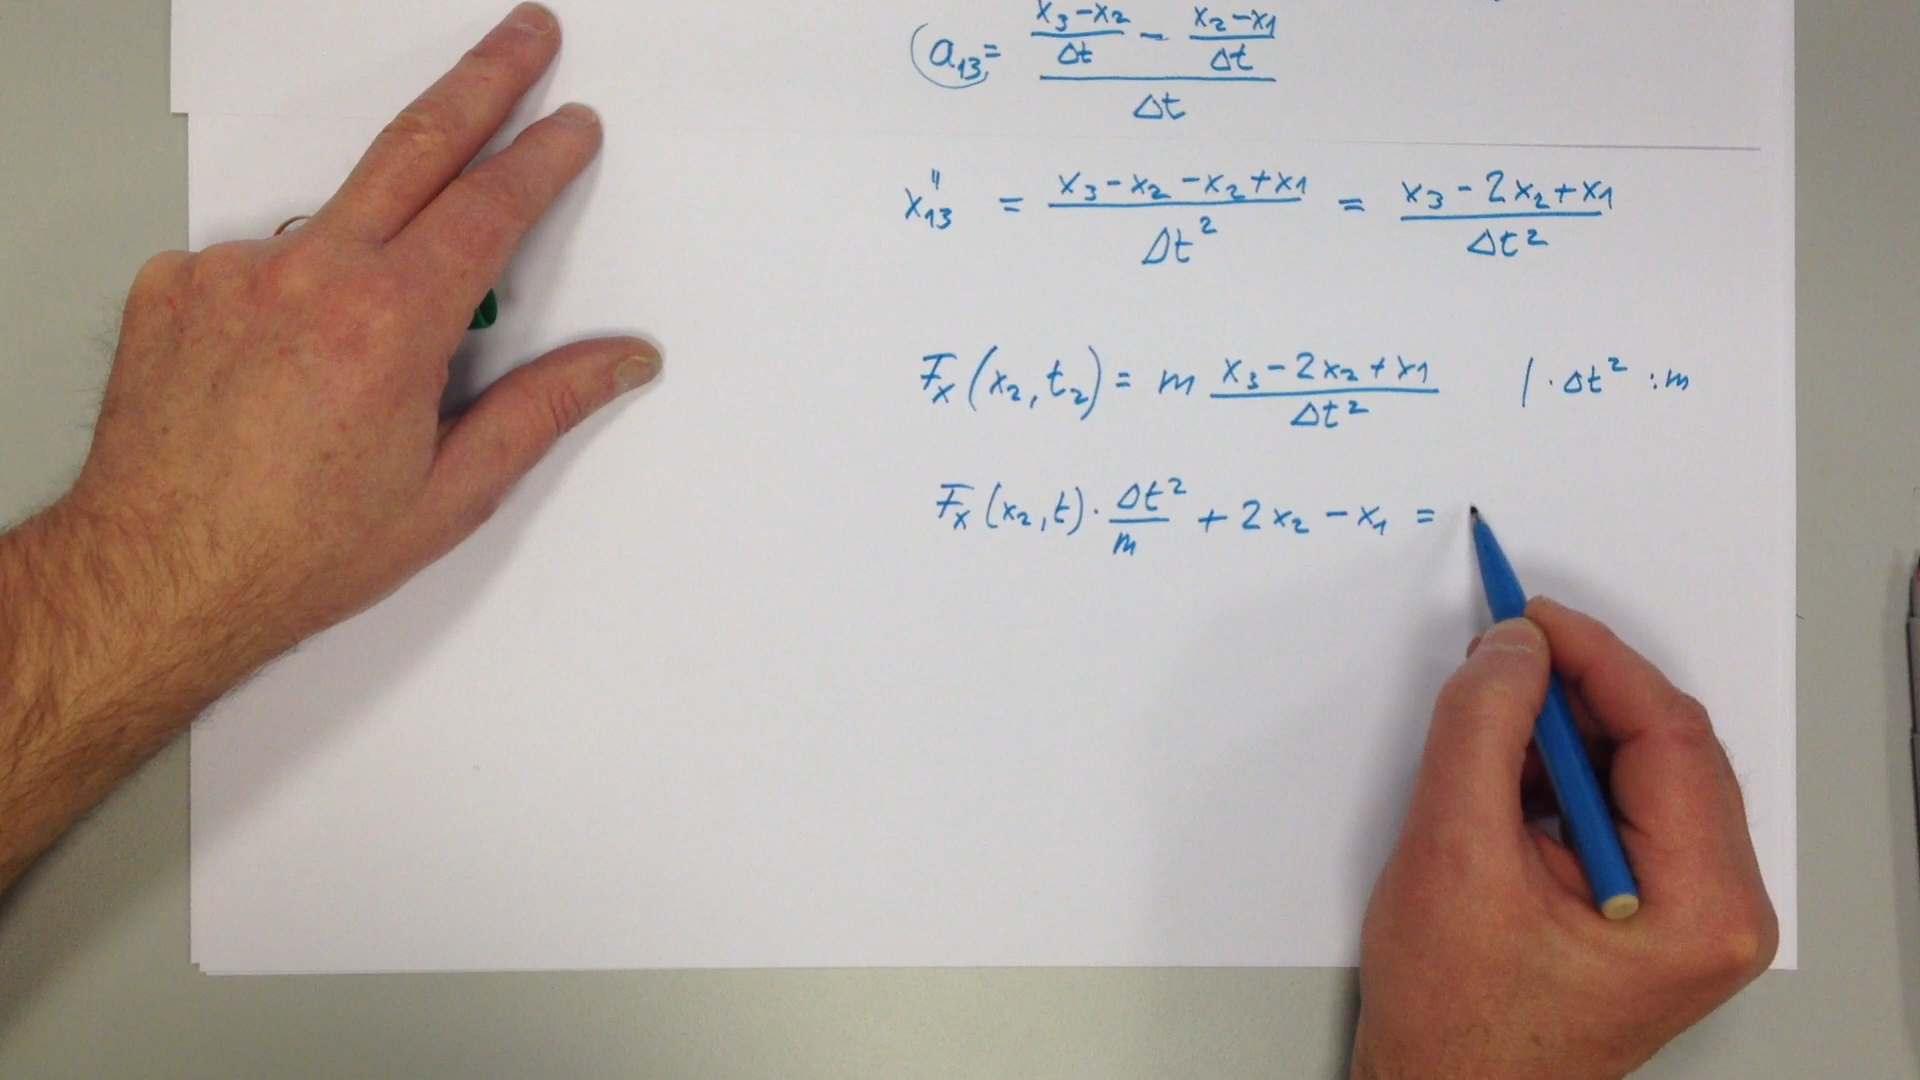 a₁₃ = ((x₃-x₂)/Δt - (x₂-x₁)/Δt)/Δt
x₁₃'' = (x₃-x₂-x₂+x₁)/Δt² = (x₃-2x₂+x₁)/Δt²
Fₓ(x₂,t₂) = m (x₃-2x₂+x₁)/Δt² | ·Δt² :m
Fₓ(x₂,t)·Δt²/m + 2x₂ - x₁ =